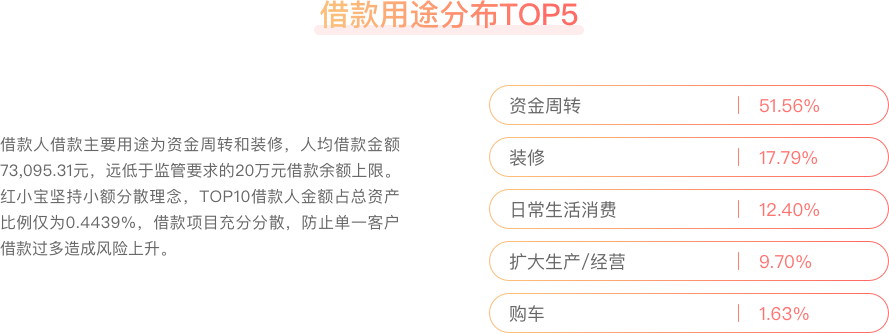 借款用途分布TOP5
借款人借款主要用途为资金周转和装修，人均借款金额
73,095.31元，远低于监管要求的20万元借款余额上限。
红小宝坚持小额分散理念，TOP10借款人金额占总资产
比例仅为0.4439%，借款项目充分分散，防止单一客户
借款过多造成风险上升。
资金周转 | 51.56%
装修 | 17.79%
日常生活消费 | 12.40%
扩大生产/经营 | 9.70%
购车 | 1.63%